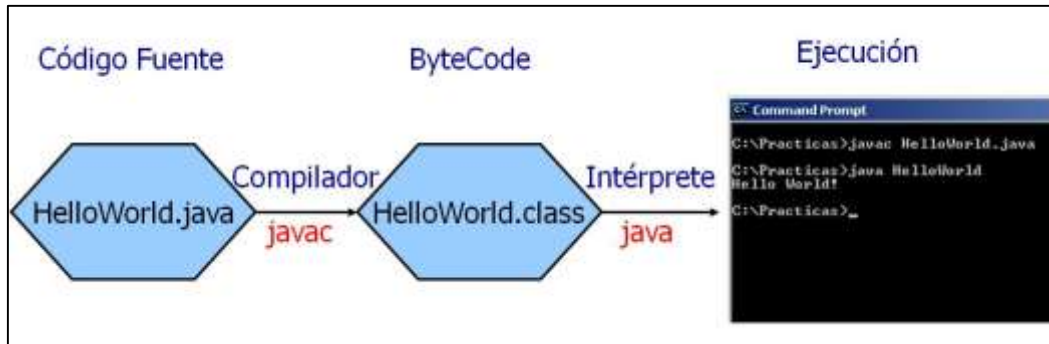 Código Fuente
ByteCode
Ejecución
HelloWorld.java
Compilador
javac
HelloWorld.class
Intérprete
java
Command Prompt
C:\Practicas>javac HelloWorld.java
C:\Practicas>java HelloWorld
Hello World!
C:\Practicas>_